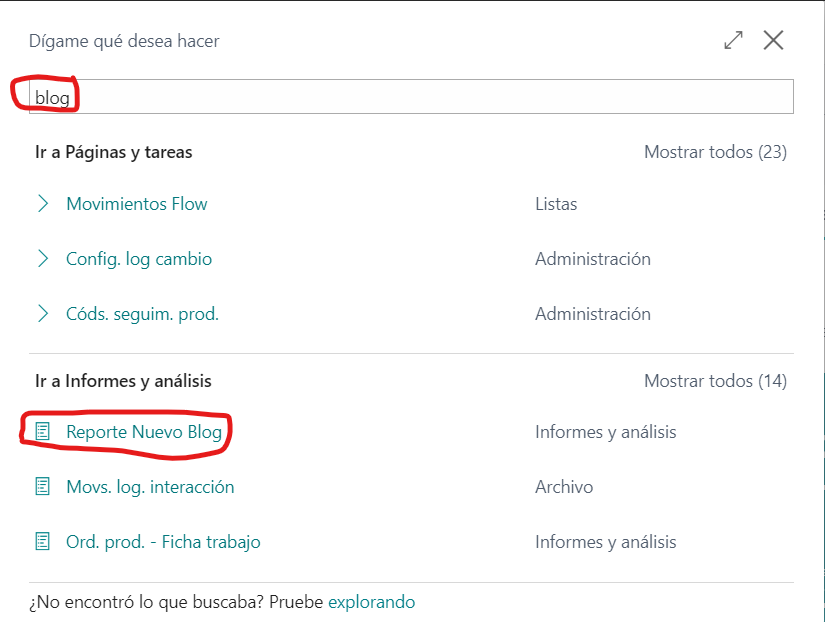 Dígame qué desea hacer
blog
Ir a Páginas y tareas Mostrar todos (23)
Movimientos Flow Listas
Config. log cambio Administración
Códs. seguim. prod. Administración
Ir a Informes y análisis Mostrar todos (14)
Reporte Nuevo Blog Informes y análisis
Movs. log. interacción Archivo
Ord. prod. - Ficha trabajo Informes y análisis
¿No encontró lo que buscaba? Pruebe explorando